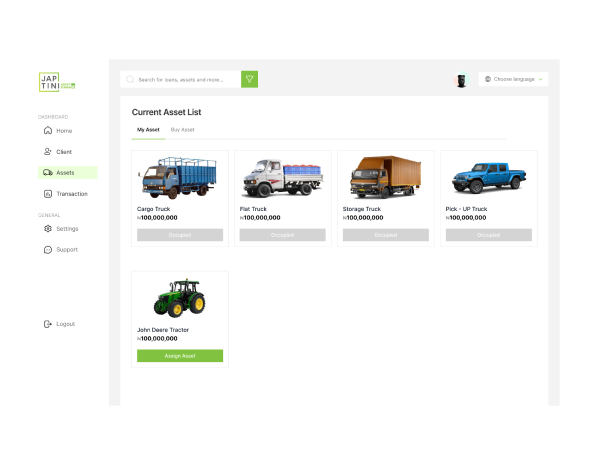 JAP
TINI
Search for loans, assets and more...
Choose language
DASHBOARD
Home
Client
Assets
Transaction
GENERAL
Settings
Support
Logout
Current Asset List
My Asset
Buy Asset
Cargo Truck
₦100,000,000
Occupied
Flat Truck
₦100,000,000
Occupied
Storage Truck
₦100,000,000
Occupied
Pick - UP Truck
₦100,000,000
Occupied
John Deere Tractor
₦100,000,000
Assign Asset